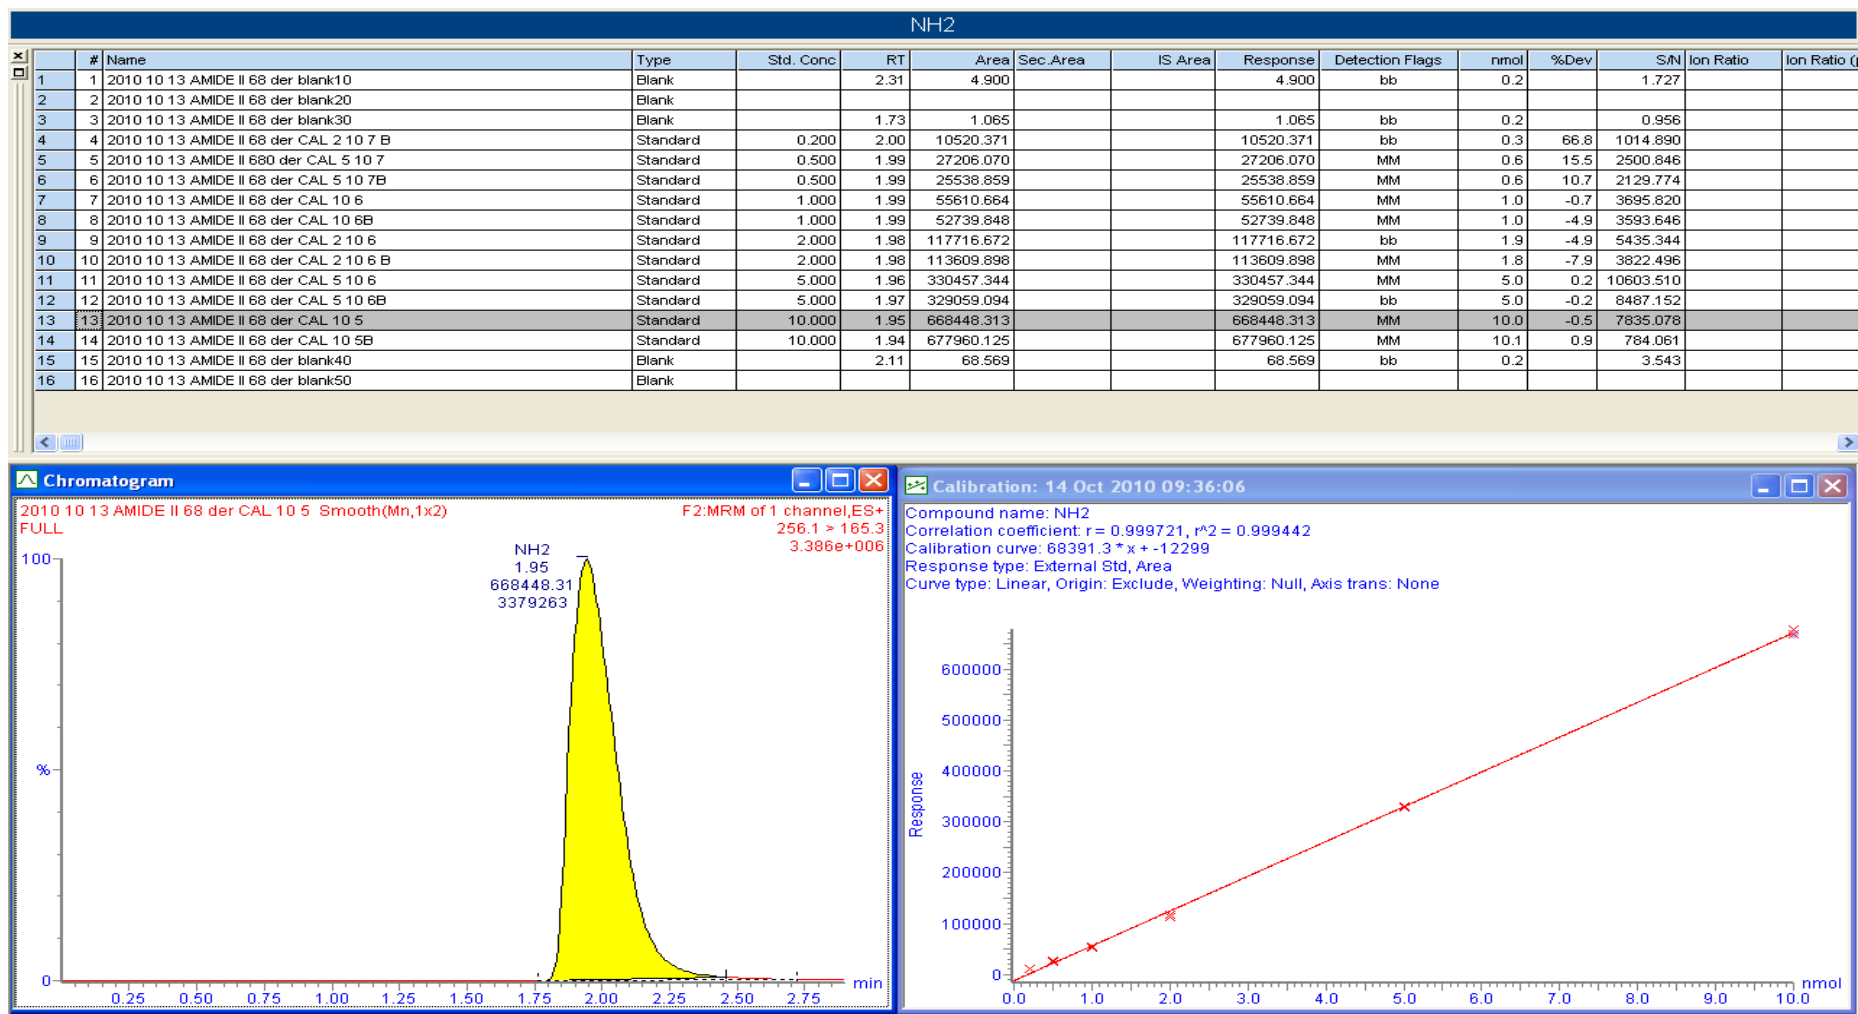 NH2
# Name Type Std. Conc RT Area Sec.Area IS Area Response Detection Flags nmol %Dev S/N Ion Ratio Ion Ratio (
1 1 2010 10 13 AMIDE II 68 der blank10 Blank 2.31 4.900 4.900 bb 0.2 1.727
2 2 2010 10 13 AMIDE II 68 der blank20 Blank
3 3 2010 10 13 AMIDE II 68 der blank30 Blank 1.73 1.065 1.065 bb 0.2 0.956
4 4 2010 10 13 AMIDE II 68 der CAL 2 10 7 B Standard 0.200 2.00 10520.371 10520.371 bb 0.3 66.8 1014.890
5 5 2010 10 13 AMIDE II 680 der CAL 5 10 7 Standard 0.500 1.99 27206.070 27206.070 MM 0.6 15.5 2500.846
6 6 2010 10 13 AMIDE II 68 der CAL 5 10 7B Standard 0.500 1.99 25538.859 25538.859 MM 0.6 10.7 2129.774
7 7 2010 10 13 AMIDE II 68 der CAL 10 6 Standard 1.000 1.99 55610.664 55610.664 MM 1.0 -0.7 3695.820
8 8 2010 10 13 AMIDE II 68 der CAL 10 6B Standard 1.000 1.99 52739.848 52739.848 MM 1.0 -4.9 3593.646
9 9 2010 10 13 AMIDE II 68 der CAL 2 10 6 Standard 2.000 1.98 117716.672 117716.672 bb 1.9 -4.9 5435.344
10 10 2010 10 13 AMIDE II 68 der CAL 2 10 6 B Standard 2.000 1.98 113609.898 113609.898 MM 1.8 -7.9 3822.496
11 11 2010 10 13 AMIDE II 68 der CAL 5 10 6 Standard 5.000 1.96 330457.344 330457.344 MM 5.0 0.2 10603.510
12 12 2010 10 13 AMIDE II 68 der CAL 5 10 6B Standard 5.000 1.97 329059.094 329059.094 bb 5.0 -0.2 8487.152
13 13 2010 10 13 AMIDE II 68 der CAL 10 5 Standard 10.000 1.95 668448.313 668448.313 MM 10.0 -0.5 7835.078
14 14 2010 10 13 AMIDE II 68 der CAL 10 5B Standard 10.000 1.94 677960.125 677960.125 MM 10.1 0.9 784.061
15 15 2010 10 13 AMIDE II 68 der blank40 Blank 2.11 68.569 68.569 bb 0.2 3.543
16 16 2010 10 13 AMIDE II 68 der blank50 Blank
Chromatogram
2010 10 13 AMIDE II 68 der CAL 10 5 Smooth(Mn,1x2)
FULL
F2:MRM of 1 channel,ES+
256.1 > 165.3
3.386e+006
NH2
1.95
668448.31
3379263
100
%
0
min
0.25 0.50 0.75 1.00 1.25 1.50 1.75 2.00 2.25 2.50 2.75
Calibration: 14 Oct 2010 09:36:06
Compound name: NH2
Correlation coefficient: r = 0.999721, r^2 = 0.999442
Calibration curve: 68391.3 * x + -12299
Response type: External Std, Area
Curve type: Linear, Origin: Exclude, Weighting: Null, Axis trans: None
600000
500000
400000
300000
200000
100000
0
Response
nmol
0.0 1.0 2.0 3.0 4.0 5.0 6.0 7.0 8.0 9.0 10.0